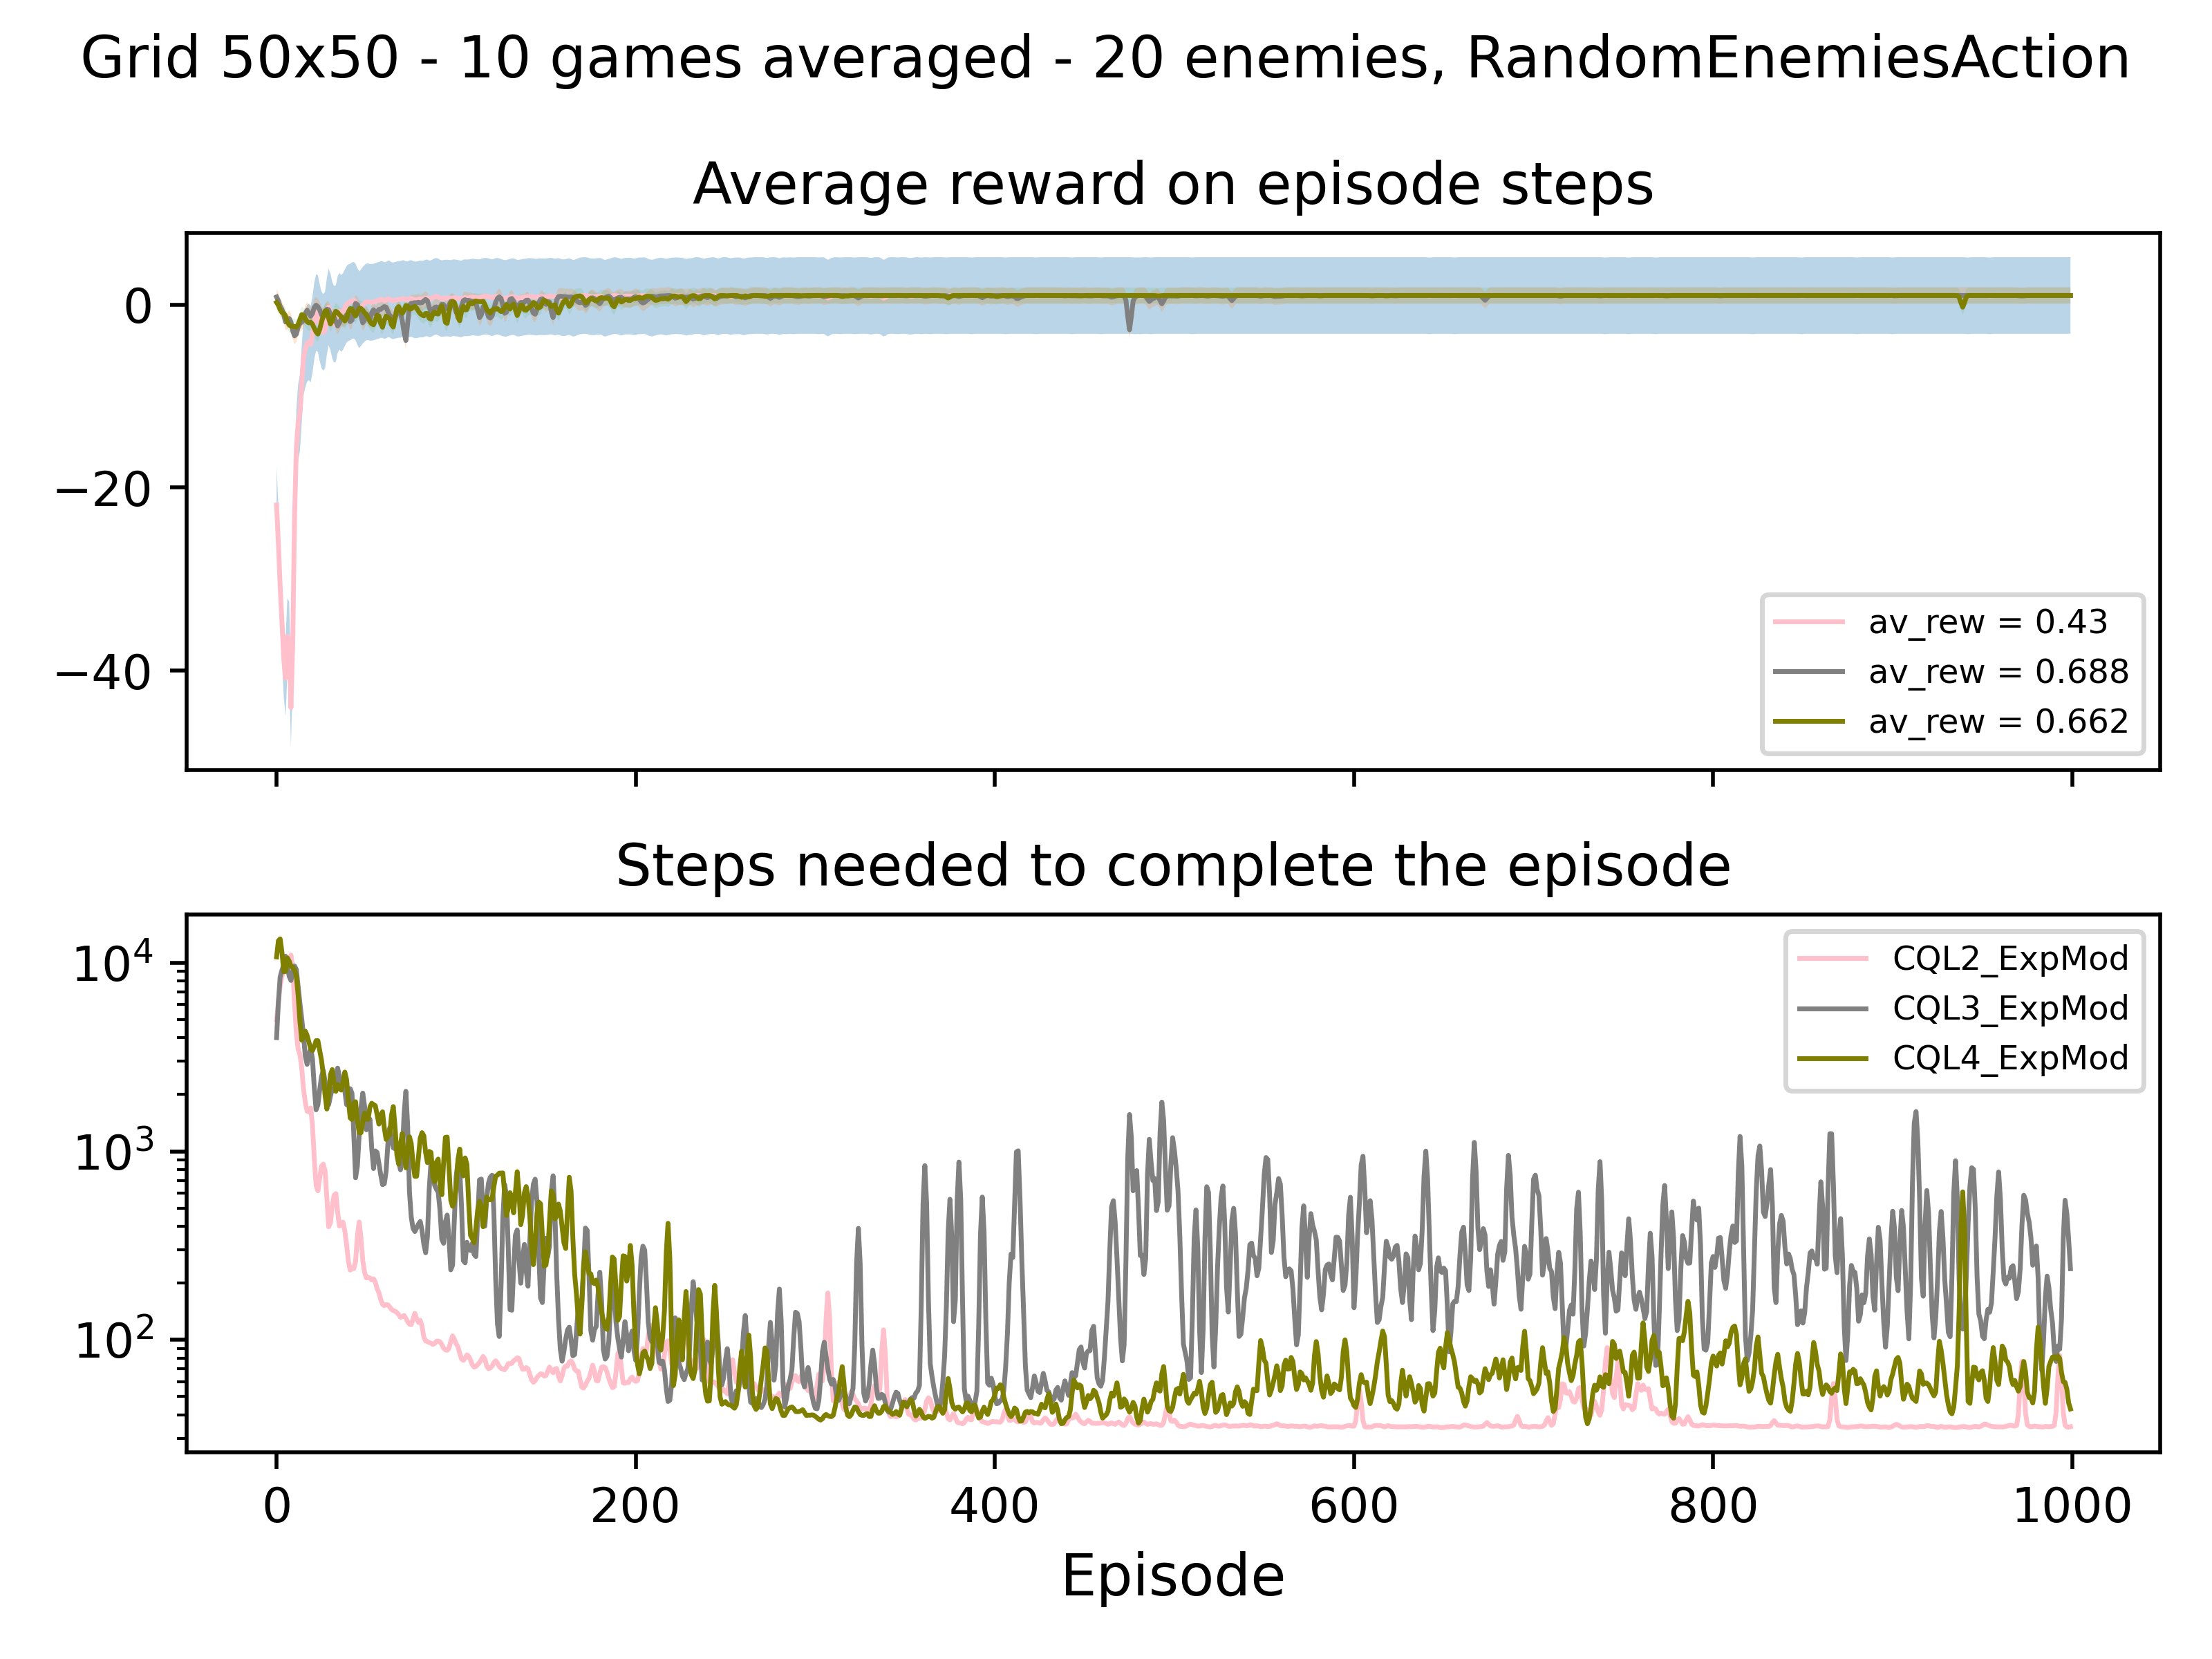 Grid 50x50 - 10 games averaged - 20 enemies, RandomEnemiesAction
Average reward on episode steps
0
−20
−40
av_rew = 0.43
av_rew = 0.688
av_rew = 0.662
Steps needed to complete the episode
10⁴
10³
10²
CQL2_ExpMod
CQL3_ExpMod
CQL4_ExpMod
0 200 400 600 800 1000
Episode